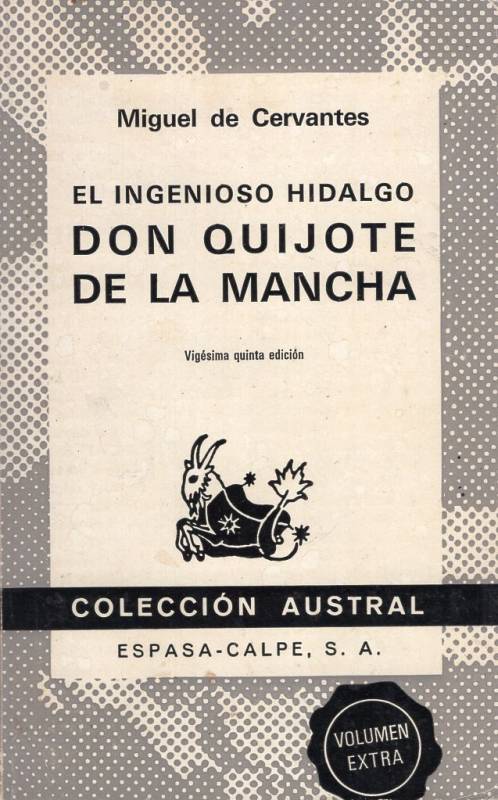 Miguel de Cervantes
EL INGENIOSO HIDALGO
DON QUIJOTE
DE LA MANCHA
Vigésima quinta edición
COLECCIÓN AUSTRAL
ESPASA-CALPE, S. A.
VOLUMEN
EXTRA